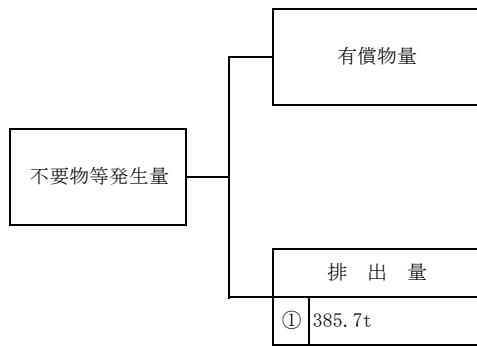 有償物量
不要物等発生量
排 出 量
① 385.7t